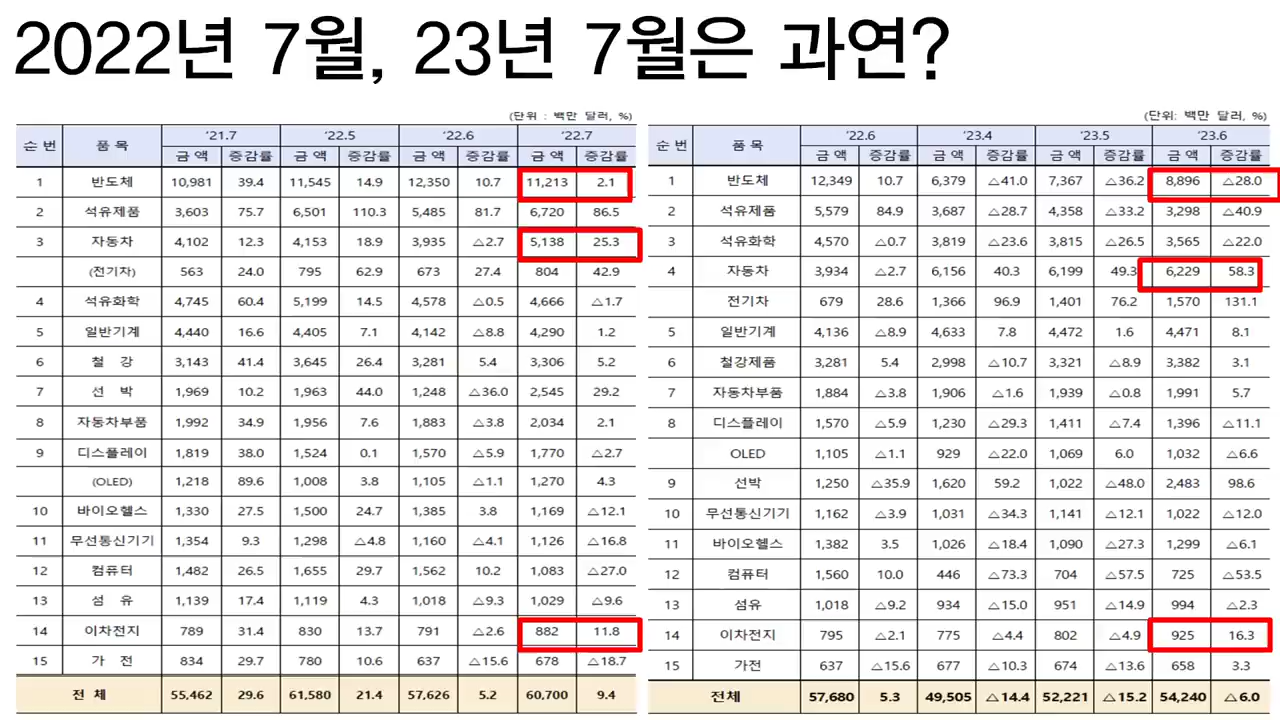 2022년 7월, 23년 7월은 과연?
(단위 : 백만 달러, %)
순 번 품 목 '21.7 '22.5 '22.6 '22.7
금 액 증감률 금 액 증감률 금 액 증감률 금 액 증감률
1 반도체 10,981 39.4 11,545 14.9 12,350 10.7 11,213 2.1
2 석유제품 3,603 75.7 6,501 110.3 5,485 81.7 6,720 86.5
3 자동차 4,102 12.3 4,153 18.9 3,935 △2.7 5,138 25.3
(전기차) 563 24.0 795 62.9 673 27.4 804 42.9
4 석유화학 4,745 60.4 5,199 14.5 4,578 △0.5 4,666 △1.7
5 일반기계 4,440 16.6 4,405 7.1 4,142 △8.8 4,290 1.2
6 철 강 3,143 41.4 3,645 26.4 3,281 5.4 3,306 5.2
7 선 박 1,969 10.2 1,963 44.0 1,248 △36.0 2,545 29.2
8 자동차부품 1,992 34.9 1,956 7.6 1,883 △3.8 2,034 2.1
9 디스플레이 1,819 38.0 1,524 0.1 1,570 △5.9 1,770 △2.7
(OLED) 1,218 89.6 1,008 3.8 1,105 △1.1 1,270 4.3
10 바이오헬스 1,330 27.5 1,500 24.7 1,385 3.8 1,169 △12.1
11 무선통신기기 1,354 9.3 1,298 △4.8 1,160 △4.1 1,126 △16.8
12 컴퓨터 1,482 26.5 1,655 29.7 1,562 10.2 1,083 △27.0
13 섬 유 1,139 17.4 1,119 4.3 1,018 △9.3 1,029 △9.6
14 이차전지 789 31.4 830 13.7 791 △2.6 882 11.8
15 가 전 834 29.7 780 10.6 637 △15.6 678 △18.7
전 체 55,462 29.6 61,580 21.4 57,626 5.2 60,700 9.4
(단위: 백만 달러, %)
순 번 품 목 '22.6 '23.4 '23.5 '23.6
금 액 증감률 금 액 증감률 금 액 증감률 금 액 증감률
1 반도체 12,349 10.7 6,379 △41.0 7,367 △36.2 8,896 △28.0
2 석유제품 5,579 84.9 3,687 △28.7 4,358 △33.2 3,298 △40.9
3 석유화학 4,570 △0.7 3,819 △23.6 3,815 △26.5 3,565 △22.0
4 자동차 3,934 △2.7 6,156 40.3 6,199 49.3 6,229 58.3
전기차 679 28.6 1,366 96.9 1,401 76.2 1,570 131.1
5 일반기계 4,136 △8.9 4,633 7.8 4,472 1.6 4,471 8.1
6 철강제품 3,281 5.4 2,998 △10.7 3,321 △8.9 3,382 3.1
7 자동차부품 1,884 △3.8 1,906 △1.6 1,939 △0.8 1,991 5.7
8 디스플레이 1,570 △5.9 1,230 △29.3 1,411 △7.4 1,396 △11.1
OLED 1,105 △1.1 929 △22.0 1,069 6.0 1,032 △6.6
9 선박 1,250 △35.9 1,620 59.2 1,022 △48.0 2,483 98.6
10 무선통신기기 1,162 △3.9 1,031 △34.3 1,141 △12.1 1,022 △12.0
11 바이오헬스 1,382 3.5 1,026 △18.4 1,090 △27.3 1,299 △6.1
12 컴퓨터 1,560 10.0 446 △73.3 704 △57.5 725 △53.5
13 섬유 1,018 △9.2 934 △15.0 951 △14.9 994 △2.3
14 이차전지 795 △2.1 775 △4.4 802 △4.9 925 16.3
15 가전 637 △15.6 677 △10.3 674 △13.6 658 3.3
전체 57,680 5.3 49,505 △14.4 52,221 △15.2 54,240 △6.0